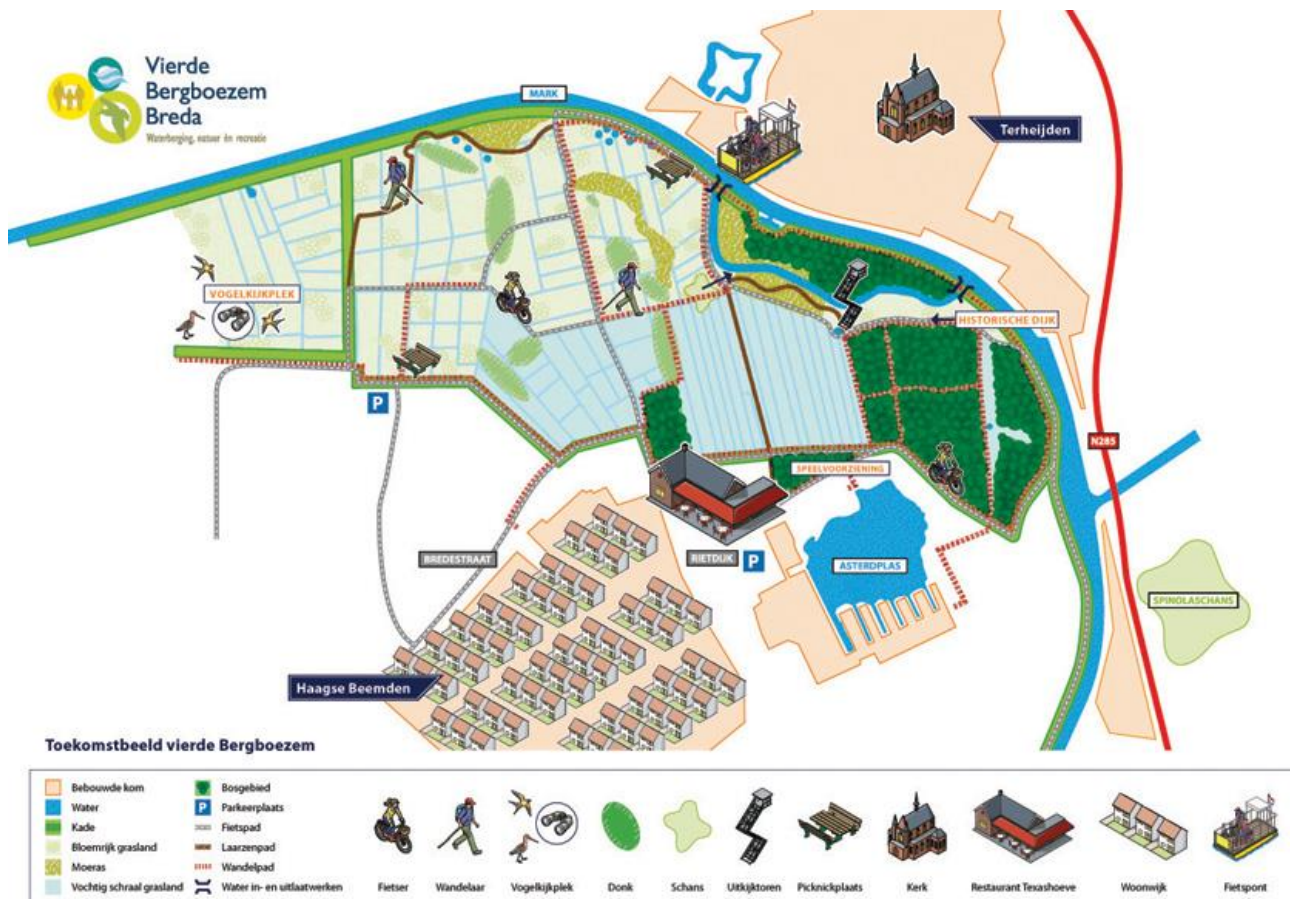 Vierde
Bergboezem
Breda
Waterberging, natuur én recreatie
MARK
Terheijden
VOGELKIJKPLEK
HISTORISCHE DIJK
P
N285
SPEELVOORZIENING
BREDESTRAAT
RIETDIJK
P
ASTERDPLAS
SPINOLASCHANS
Haagse Beemden
Toekomstbeeld vierde Bergboezem
Bebouwde kom
Water
Kade
Bloemrijk grasland
Moeras
Vochtig schraal grasland
Bosgebied
P
Parkeerplaats
Fietspad
Laarzenpad
Wandelpad
Water in- en uitlaatwerken
Fietser
Wandelaar
Vogelkijkplek
Donk
Schans
Uitkijktoren
Picknickplaats
Kerk
Restaurant Texashoeve
Woonwijk
Fietspont